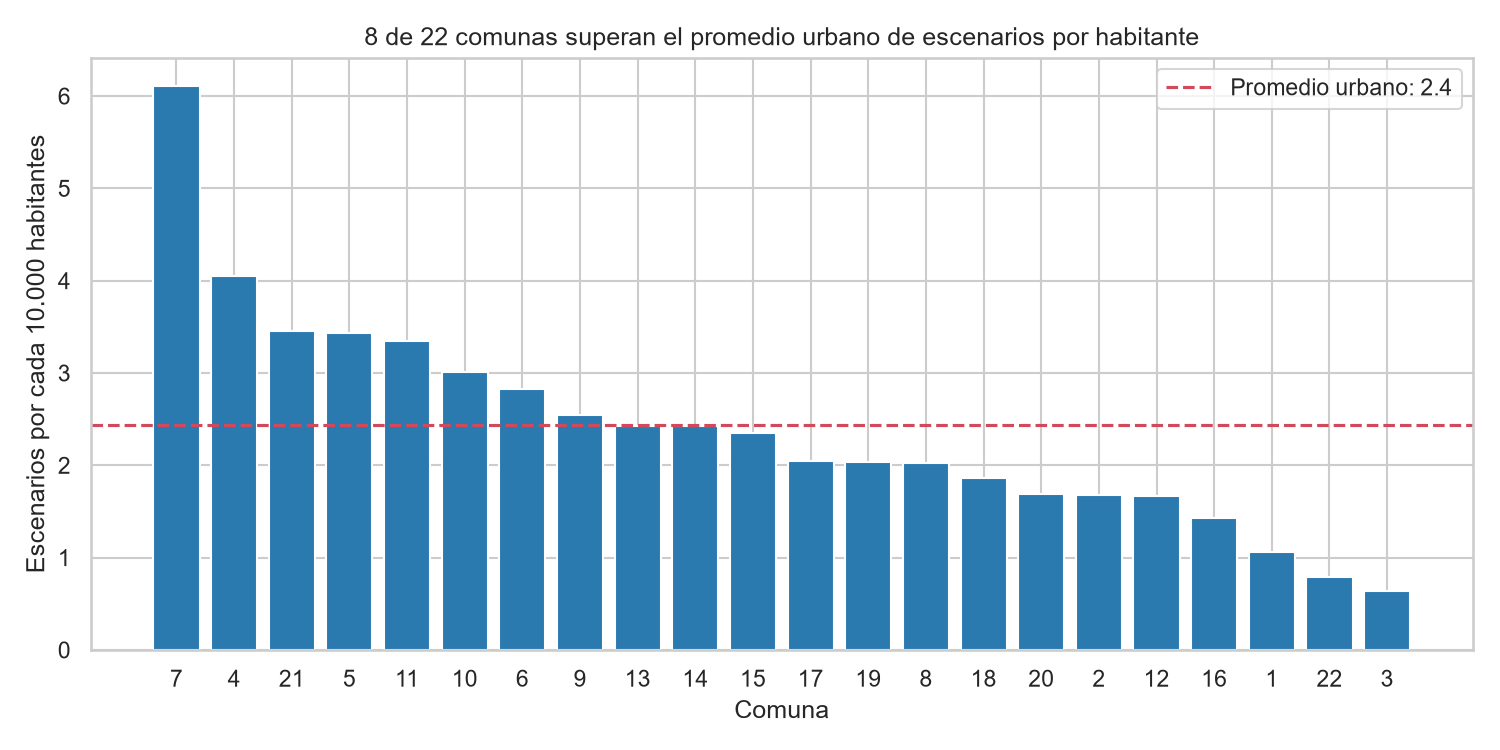 8 de 22 comunas superan el promedio urbano de escenarios por habitante
Promedio urbano: 2.4
Escenarios por cada 10.000 habitantes
6
5
4
3
2
1
0
7 4 21 5 11 10 6 9 13 14 15 17 19 8 18 20 2 12 16 1 22 3
Comuna